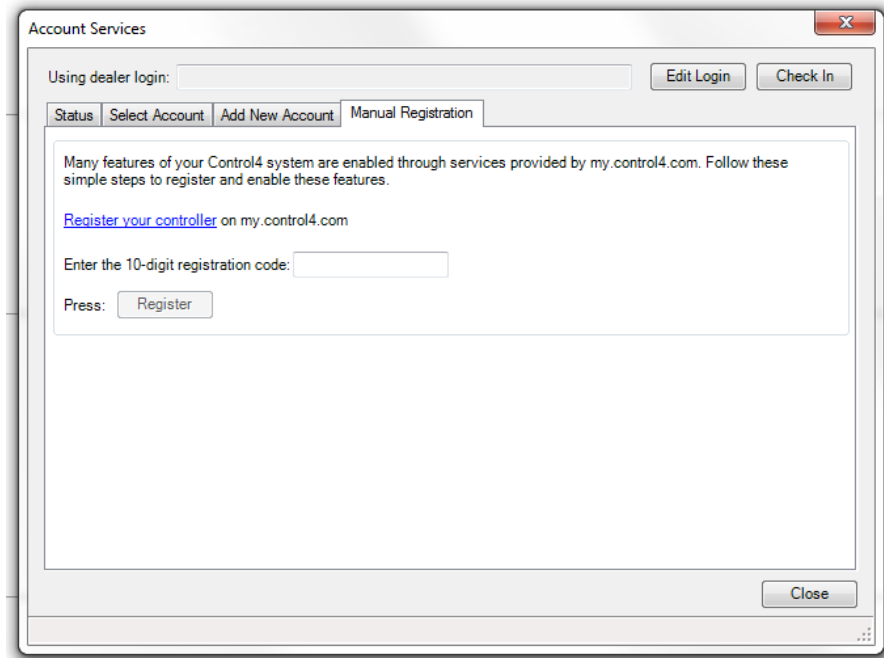 Account Services
Using dealer login:
Edit Login
Check In
Status
Select Account
Add New Account
Manual Registration
Many features of your Control4 system are enabled through services provided by my.control4.com. Follow these
simple steps to register and enable these features.
Register your controller on my.control4.com
Enter the 10-digit registration code:
Press:
Register
Close